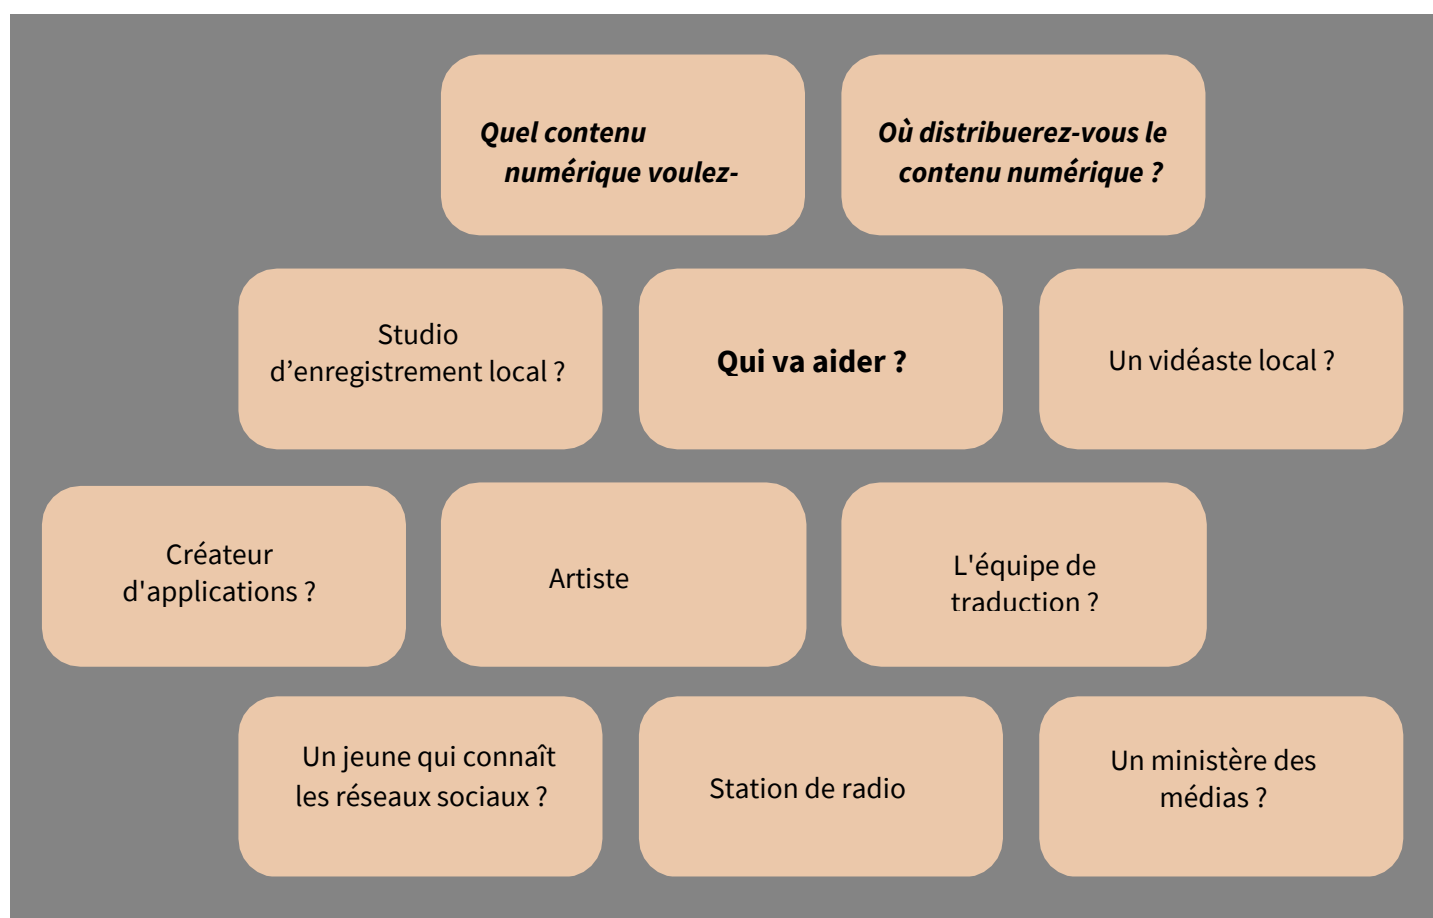 Quel contenu
numérique voulez-
Où distribuerez-vous le
contenu numérique ?
Studio
d’enregistrement local ?
Qui va aider ?
Un vidéaste local ?
Créateur
d'applications ?
Artiste
L'équipe de
traduction ?
Un jeune qui connaît
les réseaux sociaux ?
Station de radio
Un ministère des
médias ?